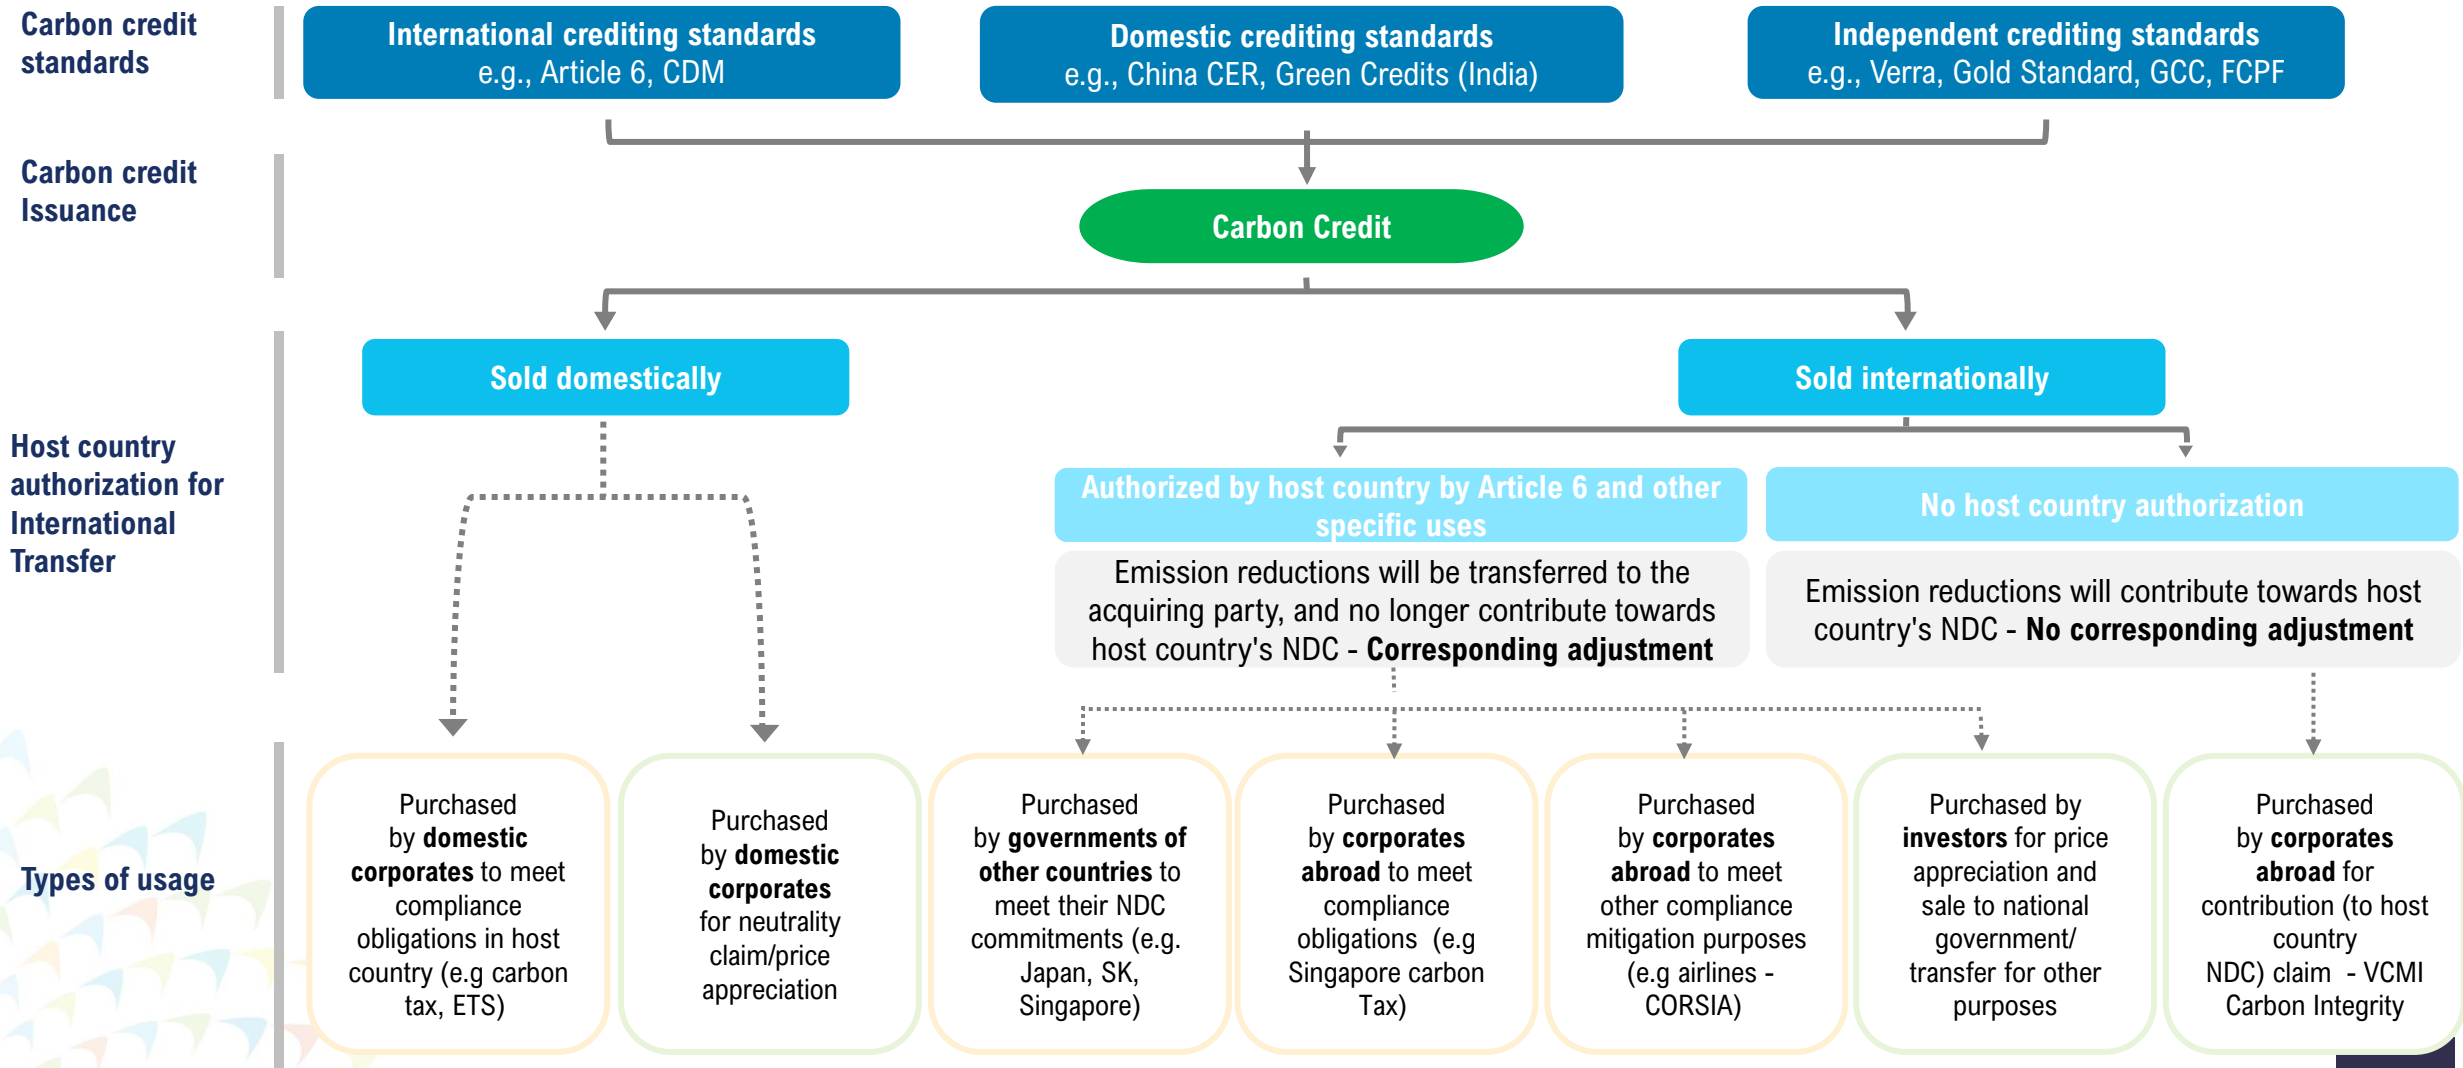 Carbon credit
standards
International crediting standards
e.g., Article 6, CDM
Domestic crediting standards
e.g., China CER, Green Credits (India)
Independent crediting standards
e.g., Verra, Gold Standard, GCC, FCPF
Carbon credit
Issuance
Carbon Credit
Host country
authorization for
International
Transfer
Sold domestically
Sold internationally
Authorized by host country by Article 6 and other
specific uses
Emission reductions will be transferred to the
acquiring party, and no longer contribute towards
host country's NDC - Corresponding adjustment
No host country authorization
Emission reductions will contribute towards host
country's NDC - No corresponding adjustment
Types of usage
Purchased
by domestic
corporates to meet
compliance
obligations in host
country (e.g carbon
tax, ETS)
Purchased
by domestic
corporates
for neutrality
claim/price
appreciation
Purchased
by governments of
other countries to
meet their NDC
commitments (e.g.
Japan, SK,
Singapore)
Purchased
by corporates
abroad to meet
compliance
obligations (e.g
Singapore carbon
Tax)
Purchased
by corporates
abroad to meet
other compliance
mitigation purposes
(e.g airlines -
CORSIA)
Purchased by
investors for price
appreciation and
sale to national
government/
transfer for other
purposes
Purchased
by corporates
abroad for
contribution (to host
country
NDC) claim - VCMI
Carbon Integrity